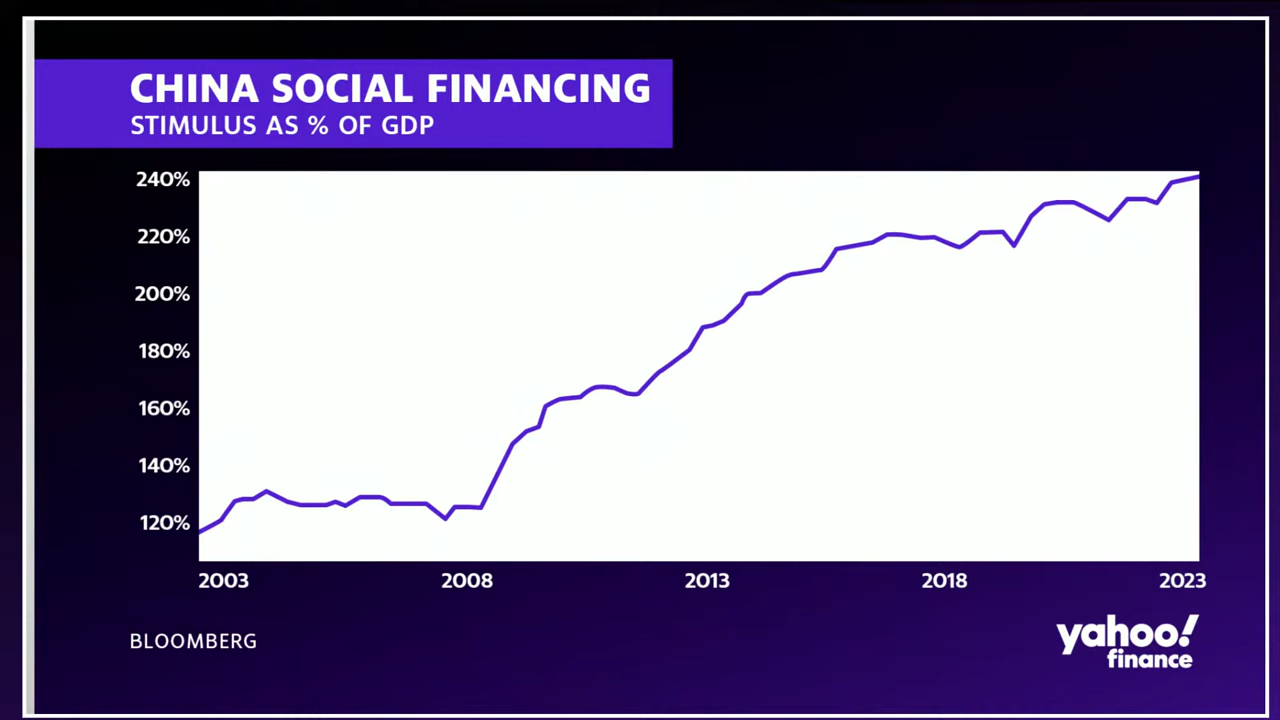 CHINA SOCIAL FINANCING
STIMULUS AS % OF GDP
240%
220%
200%
180%
160%
140%
120%
2003 2008 2013 2018 2023
BLOOMBERG
yahoo!
finance